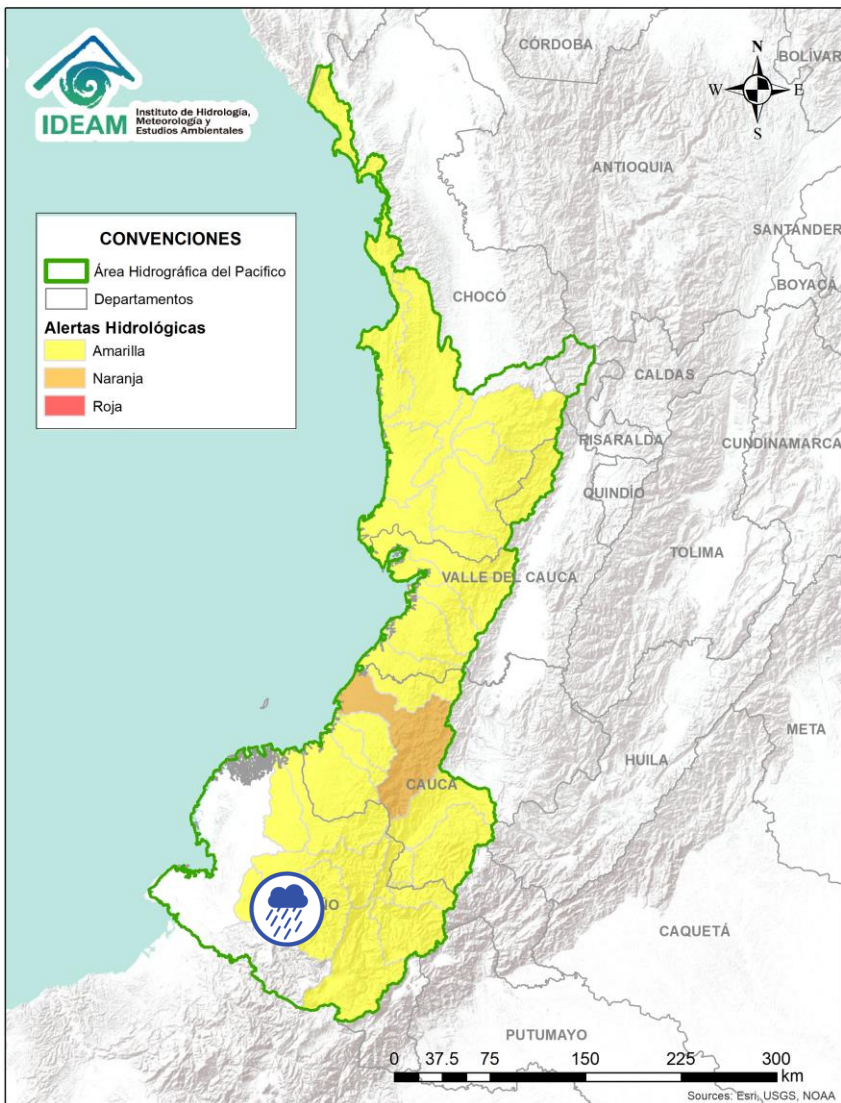 IDEAM
Instituto de Hidrología,
Meteorología y
Estudios Ambientales
CONVENCIONES
Área Hidrográfica del Pacifico
Departamentos
Alertas Hidrológicas
Amarilla
Naranja
Roja
N
W
E
S
CÓRDOBA
BOLÍVAR
ANTIOQUIA
SANTANDER
BOYACÁ
CHOCÓ
CALDAS
RISARALDA
CUNDINAMARCA
QUINDÍO
TOLIMA
VALLE DEL CAUCA
META
HUILA
CAUCA
CAQUETÁ
PUTUMAYO
0 37.5 75 150 225 300
km
Sources: Esri, USGS, NOAA